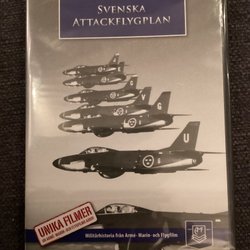 SVENSKA
ATTACKFLYGPLAN
G
V
G
U
UNIKA FILMER
Militärhistoria från Armé- Marin- och Flygfilm